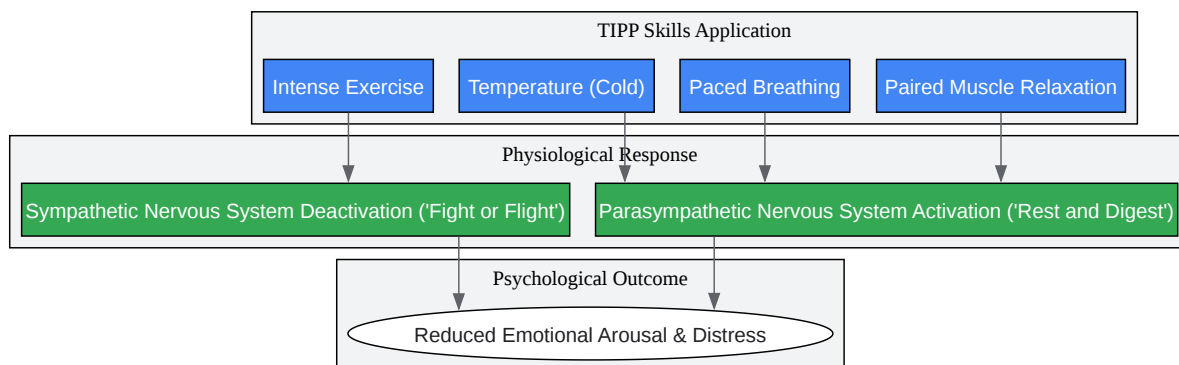 TIPP Skills Application
Intense Exercise
Temperature (Cold)
Paced Breathing
Paired Muscle Relaxation
Physiological Response
Sympathetic Nervous System Deactivation ('Fight or Flight')
Parasympathetic Nervous System Activation ('Rest and Digest')
Psychological Outcome
Reduced Emotional Arousal & Distress